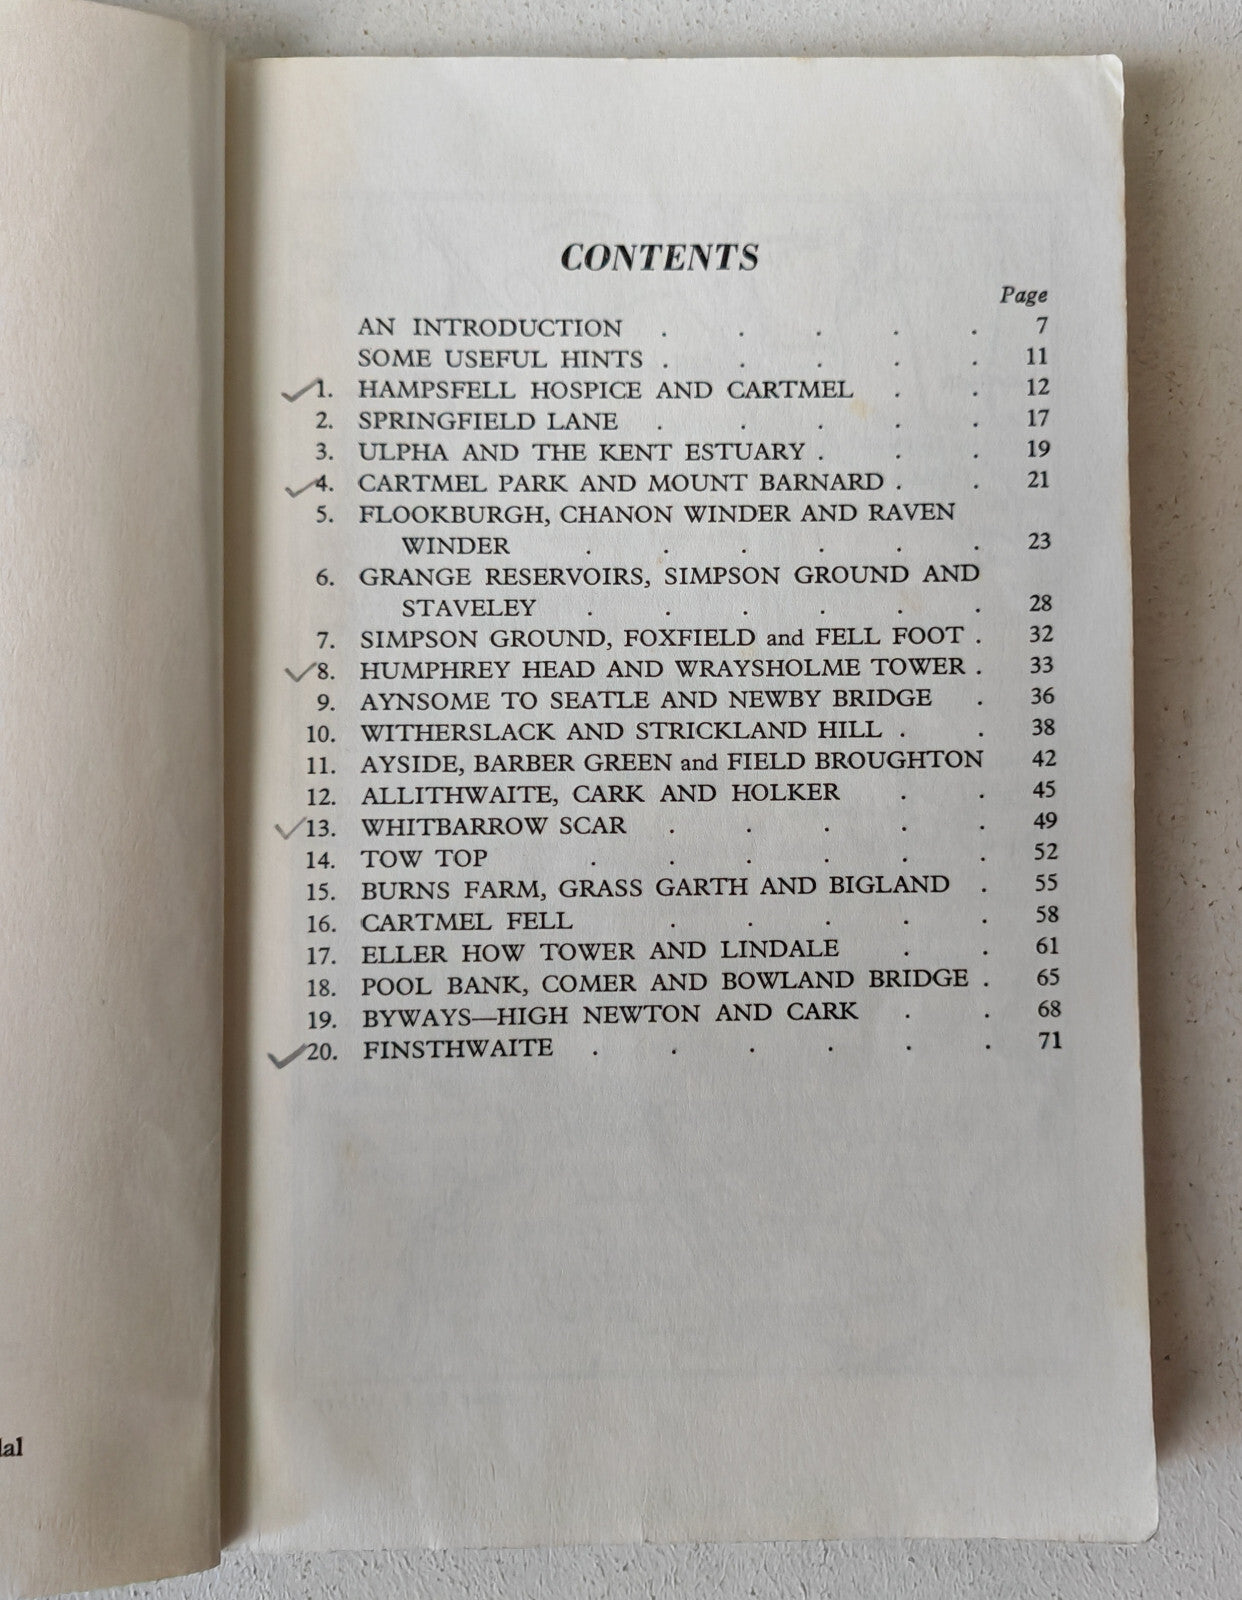 CONTENTS
Page
AN INTRODUCTION . . . . . 7
SOME USEFUL HINTS . . . . . 11
1. HAMPSFELL HOSPICE AND CARTMEL . . 12
2. SPRINGFIELD LANE . . . . . 17
3. ULPHA AND THE KENT ESTUARY . . . 19
4. CARTMEL PARK AND MOUNT BARNARD . . 21
5. FLOOKBURGH, CHANON WINDER AND RAVEN
WINDER . . . . . . 23
6. GRANGE RESERVOIRS, SIMPSON GROUND AND
STAVELEY . . . . . . 28
7. SIMPSON GROUND, FOXFIELD and FELL FOOT . 32
8. HUMPHREY HEAD AND WRAYSHOLME TOWER . 33
9. AYNSOME TO SEATLE AND NEWBY BRIDGE . 36
10. WITHERSLACK AND STRICKLAND HILL . . 38
11. AYSIDE, BARBER GREEN and FIELD BROUGHTON 42
12. ALLITHWAITE, CARK AND HOLKER . . 45
13. WHITBARROW SCAR . . . . . 49
14. TOW TOP . . . . . . 52
15. BURNS FARM, GRASS GARTH AND BIGLAND . 55
16. CARTMEL FELL . . . . . 58
17. ELLER HOW TOWER AND LINDALE . . 61
18. POOL BANK, COMER AND BOWLAND BRIDGE . 65
19. BYWAYS—HIGH NEWTON AND CARK . . 68
20. FINSTHWAITE . . . . . . 71